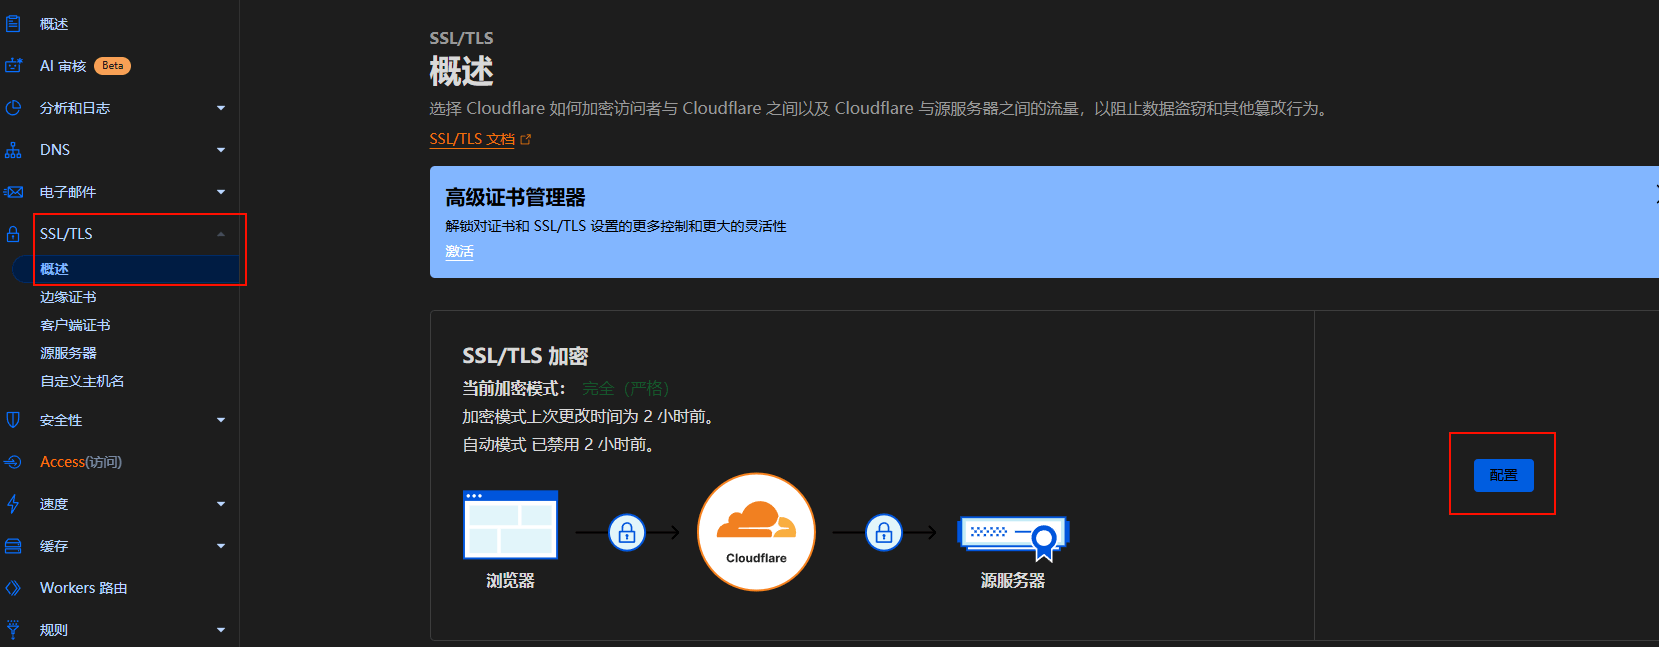 概述
AI 审核 Beta
分析和日志
DNS
电子邮件
SSL/TLS
概述
边缘证书
客户端证书
源服务器
自定义主机名
安全性
Access(访问)
速度
缓存
Workers 路由
规则
SSL/TLS
概述
选择 Cloudflare 如何加密访问者与 Cloudflare 之间以及 Cloudflare 与源服务器之间的流量，以阻止数据盗窃和其他篡改行为。
SSL/TLS 文档
高级证书管理器
解锁对证书和 SSL/TLS 设置的更多控制和更大的灵活性
激活
SSL/TLS 加密
当前加密模式： 完全（严格）
加密模式上次更改时间为 2 小时前。
自动模式 已禁用 2 小时前。
Cloudflare
浏览器
源服务器
配置